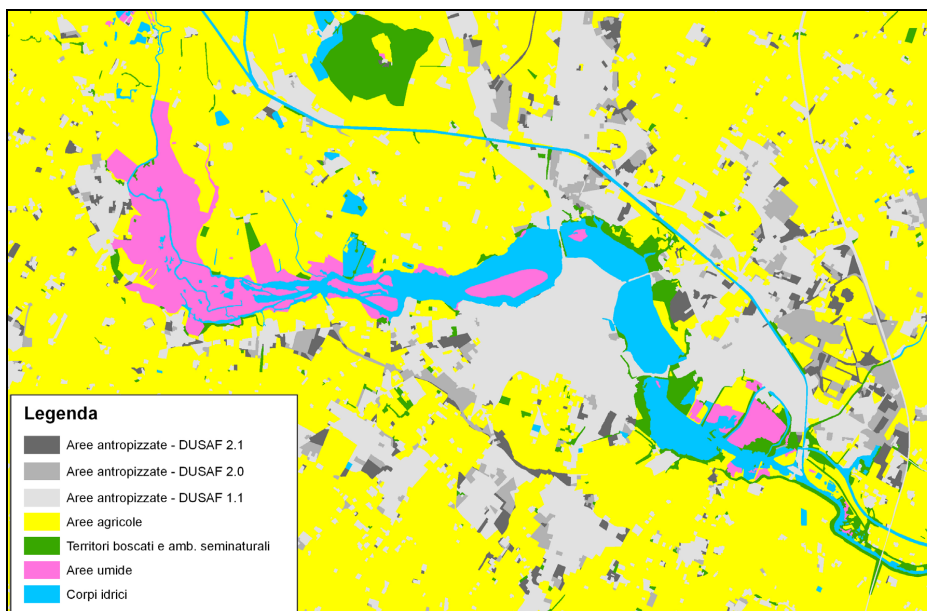 Legenda
Aree antropizzate - DUSAF 2.1
Aree antropizzate - DUSAF 2.0
Aree antropizzate - DUSAF 1.1
Aree agricole
Territori boscati e amb. seminaturali
Aree umide
Corpi idrici